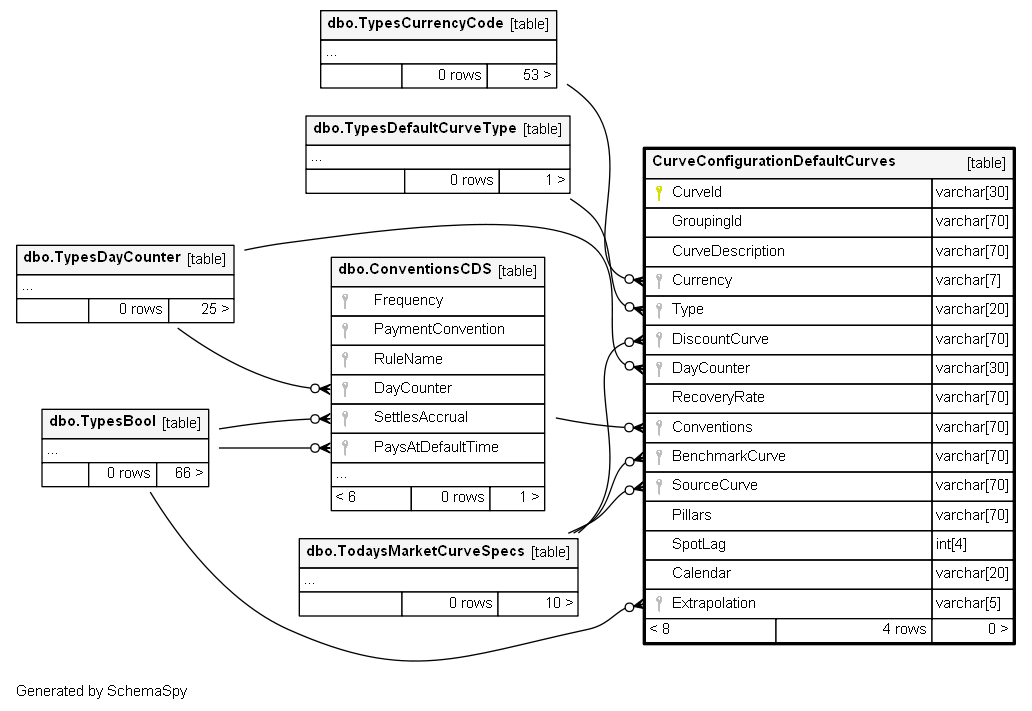 dbo.TypesCurrencyCode [table]
...
0 rows 53 >
dbo.TypesDefaultCurveType [table]
...
0 rows 1 >
dbo.TypesDayCounter [table]
...
0 rows 25 >
dbo.ConventionsCDS [table]
Frequency
PaymentConvention
RuleName
DayCounter
SettlesAccrual
PaysAtDefaultTime
...
< 6 0 rows 1 >
dbo.TypesBool [table]
...
0 rows 66 >
dbo.TodaysMarketCurveSpecs [table]
...
0 rows 10 >
CurveConfigurationDefaultCurves [table]
CurveId varchar[30]
GroupingId varchar[70]
CurveDescription varchar[70]
Currency varchar[7]
Type varchar[20]
DiscountCurve varchar[70]
DayCounter varchar[30]
RecoveryRate varchar[70]
Conventions varchar[70]
BenchmarkCurve varchar[70]
SourceCurve varchar[70]
Pillars varchar[70]
SpotLag int[4]
Calendar varchar[20]
Extrapolation varchar[5]
< 8 4 rows 0 >
Generated by SchemaSpy